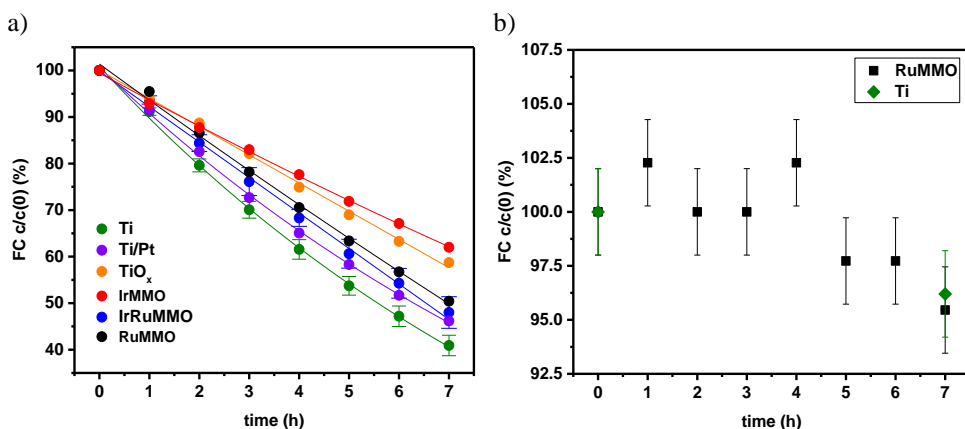 a)
FC c/c(0) (%)
100
90
80
70
60
50
40
Ti
Ti/Pt
TiOx
IrMMO
IrRuMMO
RuMMO
0 1 2 3 4 5 6 7
time (h)
b)
FC c/c(0) (%)
107.5
105.0
102.5
100.0
97.5
95.0
92.5
RuMMO
Ti
0 1 2 3 4 5 6 7
time (h)